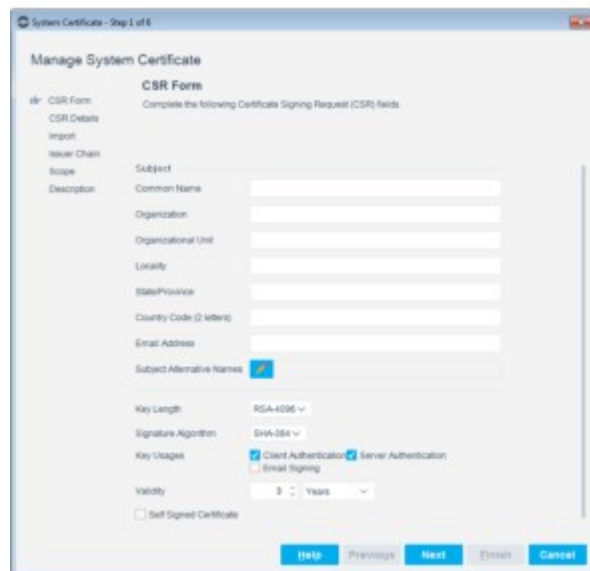 System Certificate - Step 1 of 6
Manage System Certificate
CSR Form
CSR Form
Complete the following Certificate Signing Request (CSR) fields.
CSR Details
Import
Issuer Chain
Scope
Description
Subject
Common Name
Organization
Organizational Unit
Locality
State/Province
Country Code (2 letters)
Email Address
Subject Alternative Names
Key Length RSA-4096
Signature Algorithm SHA-384
Key Usages Client Authentication Server Authentication
Email Signing
Validity 3 Years
Self Signed Certificate
Help Previous Next Finish Cancel